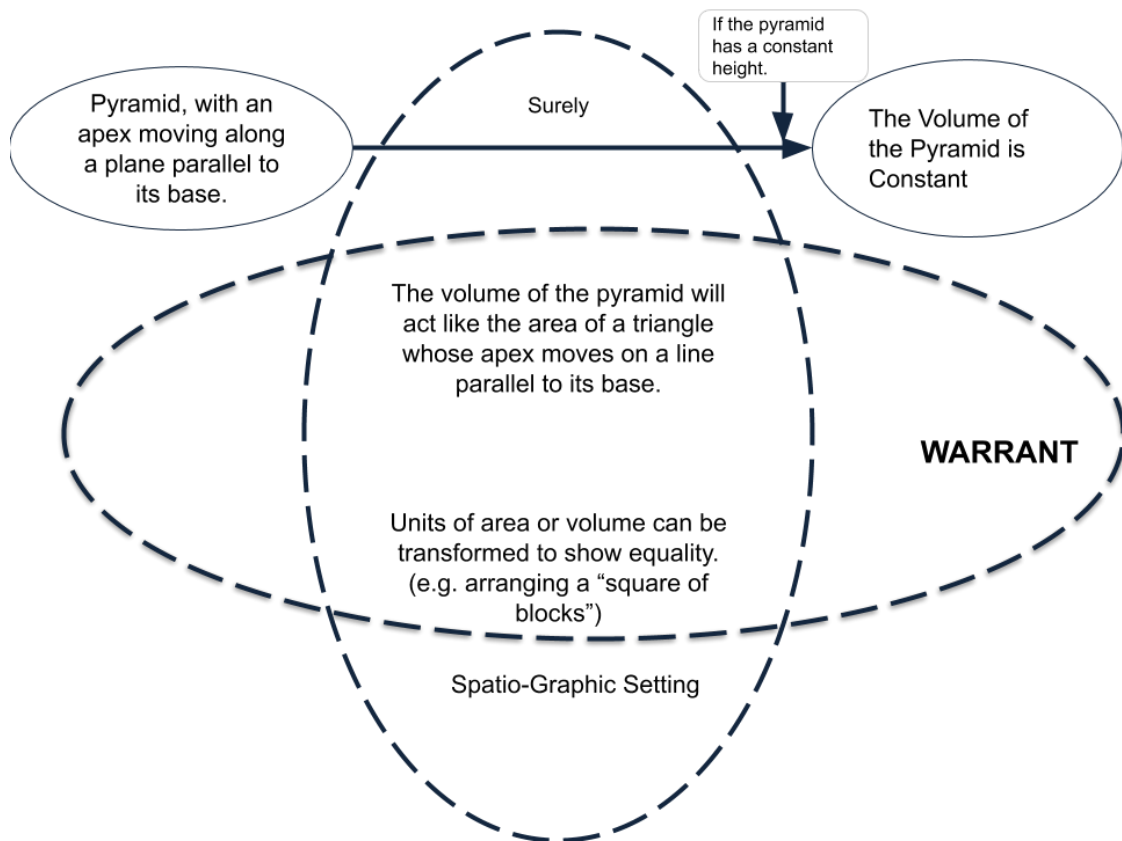 If the pyramid
has a constant
height.
Pyramid, with an
apex moving along
a plane parallel to
its base.
Surely
The Volume of
the Pyramid is
Constant
The volume of the pyramid will
act like the area of a triangle
whose apex moves on a line
parallel to its base.
WARRANT
Units of area or volume can be
transformed to show equality.
(e.g. arranging a “square of
blocks”)
Spatio-Graphic Setting